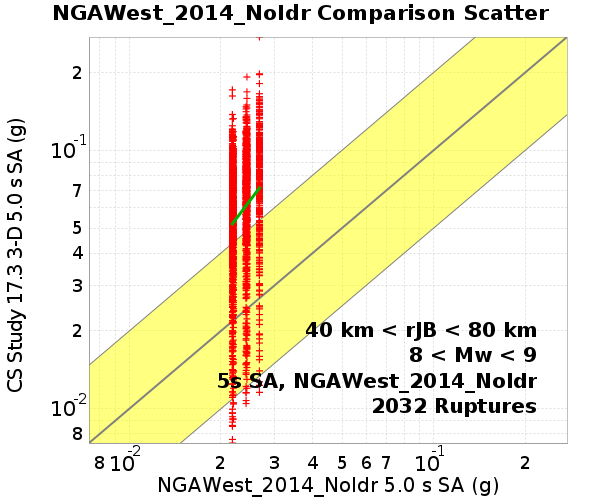 NGAWest_2014_NoIdr Comparison Scatter
CS Study 17.3 3-D 5.0 s SA (g)
2
10^-1
7
5
4
3
2
10^-2
8
40 km < rJB < 80 km
8 < Mw < 9
5s SA, NGAWest_2014_NoIdr
2032 Ruptures
8 10^-2 2 3 4 5 6 7 10^-1 2
NGAWest_2014_NoIdr 5.0 s SA (g)